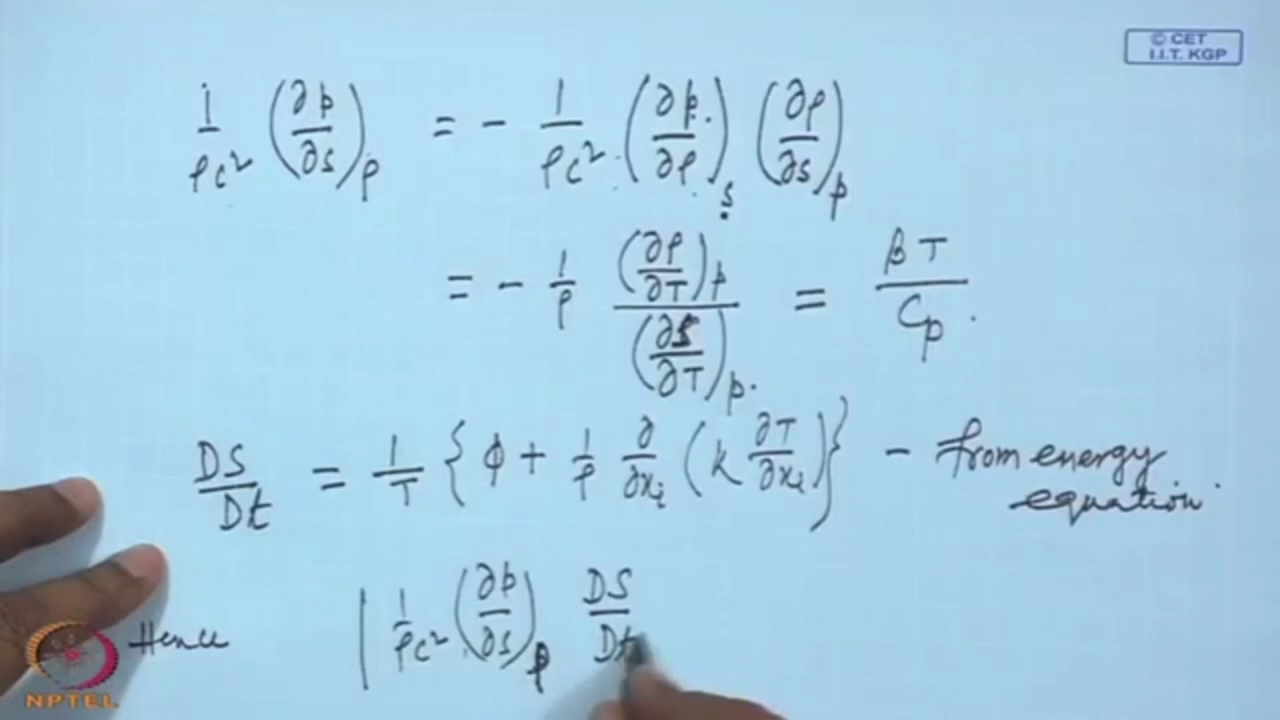 © CET
I.I.T. KGP
1/ρc² (∂p/∂s)_ρ = - 1/ρc² (∂p/∂ρ)_s (∂ρ/∂s)_p
= - 1/ρ (∂ρ/∂T)_p / (∂s/∂T)_p = βT/C_p.
DS/Dt = 1/T {ϕ + 1/ρ ∂/∂x_i (k ∂T/∂x_i)} - from energy
equation
Hence | 1/ρc² (∂p/∂s)_ρ DS/Dt
NPTEL